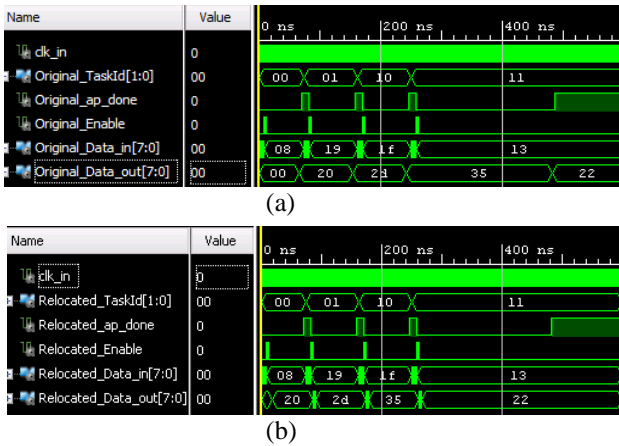 Name Value 0 ns 200 ns 400 ns
clk_in 0
Original_TaskId[1:0] 00 00 01 10 11
Original_ap_done 0
Original_Enable 0
Original_Data_in[7:0] 00 08 19 1f 13
Original_Data_out[7:0] 00 00 20 2d 35 22
(a)
Name Value 0 ns 200 ns 400 ns
clk_in 0
Relocated_TaskId[1:0] 00 00 01 10 11
Relocated_ap_done 0
Relocated_Enable 0
Relocated_Data_in[7:0] 00 08 19 1f 13
Relocated_Data_out[7:0] 00 20 2d 35 22
(b)